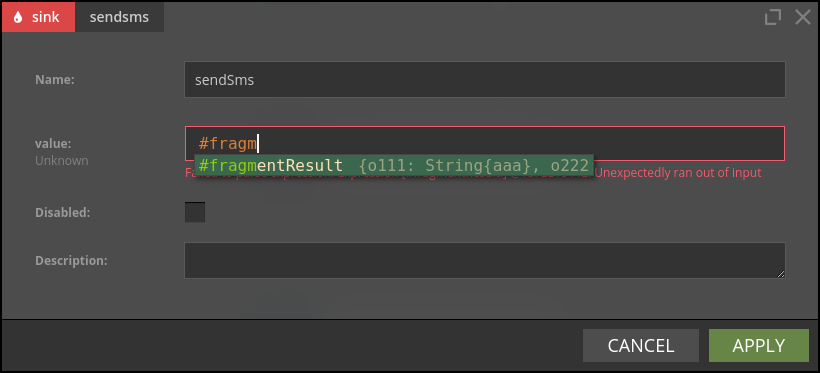 sink sendsms
Name: sendSms
value: #fragm
Unknown
#fragmentResult {o111: String{aaa}, o222
Unexpectedly ran out of input
Disabled:
Description:
CANCEL APPLY